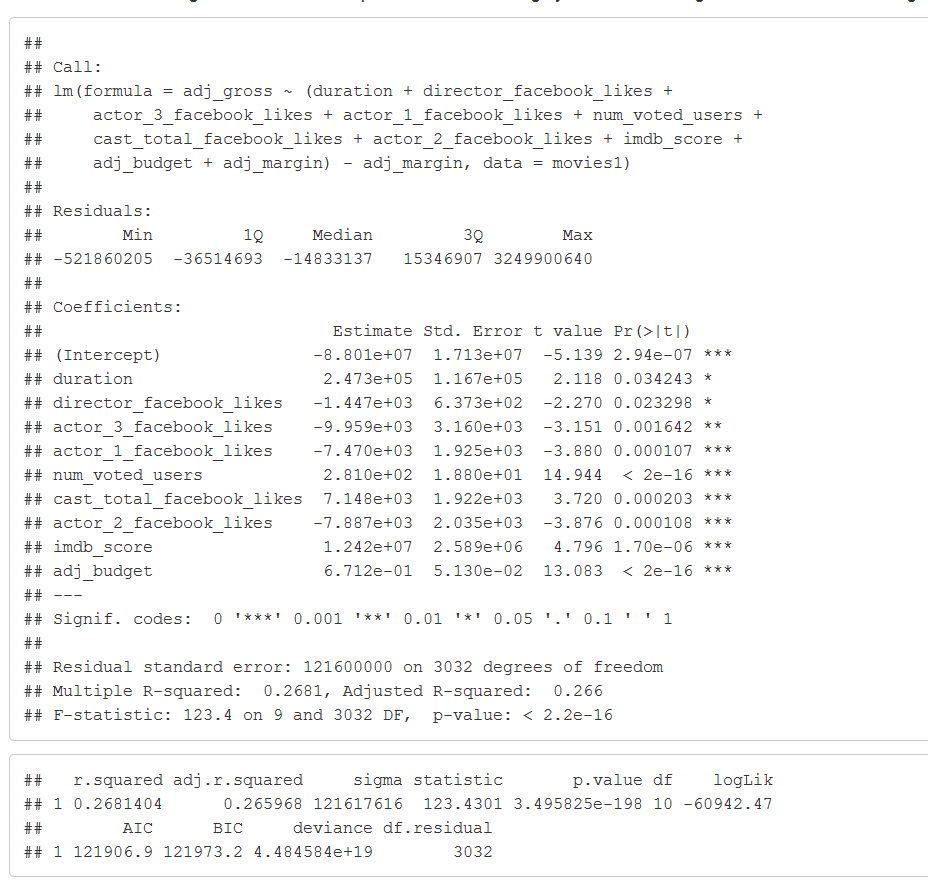 ##
## Call:
## lm(formula = adj_gross ~ (duration + director_facebook_likes +
##     actor_3_facebook_likes + actor_1_facebook_likes + num_voted_users +
##     cast_total_facebook_likes + actor_2_facebook_likes + imdb_score +
##     adj_budget + adj_margin) - adj_margin, data = movies1)
##
## Residuals:
##        Min         1Q     Median         3Q        Max
## -521860205  -36514693  -14833137   15346907 3249900640
##
## Coefficients:
##                             Estimate Std. Error t value Pr(>|t|)
## (Intercept)               -8.801e+07  1.713e+07  -5.139 2.94e-07 ***
## duration                   2.473e+05  1.167e+05   2.118 0.034243 *
## director_facebook_likes   -1.447e+03  6.373e+02  -2.270 0.023298 *
## actor_3_facebook_likes    -9.959e+03  3.160e+03  -3.151 0.001642 **
## actor_1_facebook_likes    -7.470e+03  1.925e+03  -3.880 0.000107 ***
## num_voted_users            2.810e+02  1.880e+01  14.944  < 2e-16 ***
## cast_total_facebook_likes  7.148e+03  1.922e+03   3.720 0.000203 ***
## actor_2_facebook_likes    -7.887e+03  2.035e+03  -3.876 0.000108 ***
## imdb_score                 1.242e+07  2.589e+06   4.796 1.70e-06 ***
## adj_budget                 6.712e-01  5.130e-02  13.083  < 2e-16 ***
## ---
## Signif. codes:  0 '***' 0.001 '**' 0.01 '*' 0.05 '.' 0.1 ' ' 1
##
## Residual standard error: 121600000 on 3032 degrees of freedom
## Multiple R-squared:  0.2681, Adjusted R-squared:  0.266
## F-statistic: 123.4 on 9 and 3032 DF,  p-value: < 2.2e-16
##   r.squared adj.r.squared     sigma statistic       p.value df    logLik
## 1 0.2681404      0.265968 121617616  123.4301 3.495825e-198 10 -60942.47
##        AIC      BIC     deviance df.residual
## 1 121906.9 121973.2 4.484584e+19        3032